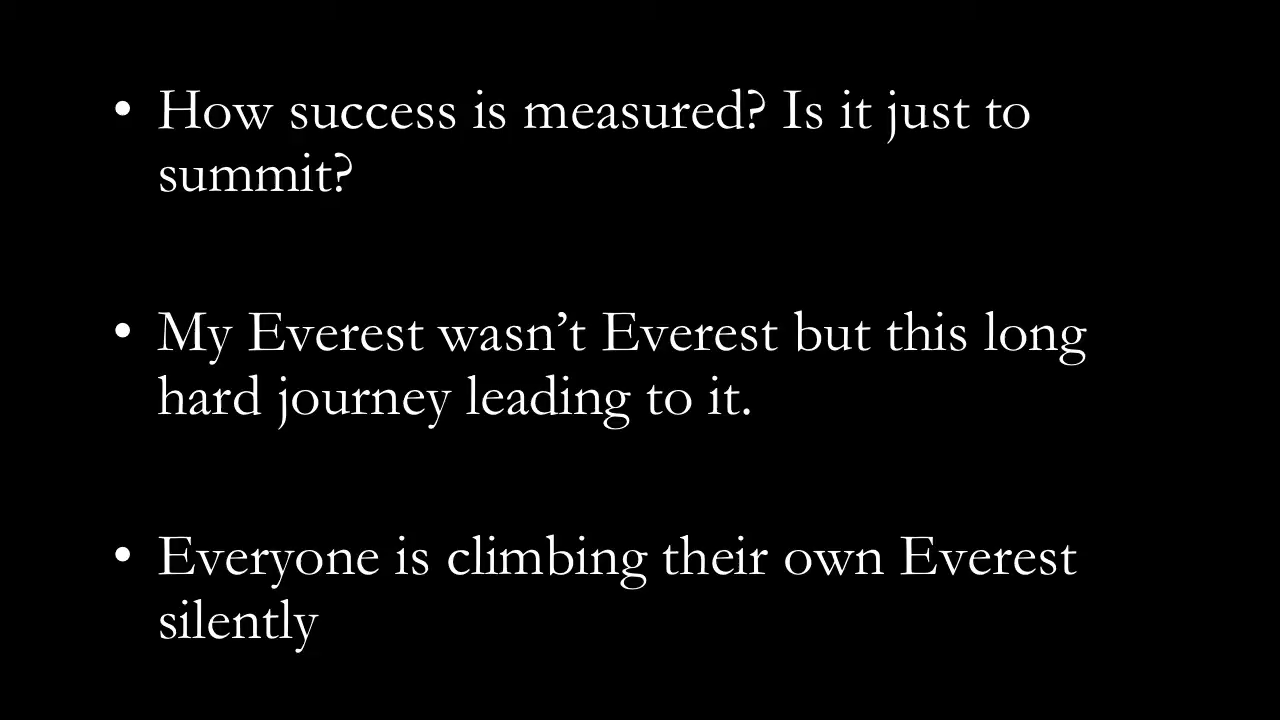 • How success is measured? Is it just to
summit?
• My Everest wasn’t Everest but this long
hard journey leading to it.
• Everyone is climbing their own Everest
silently